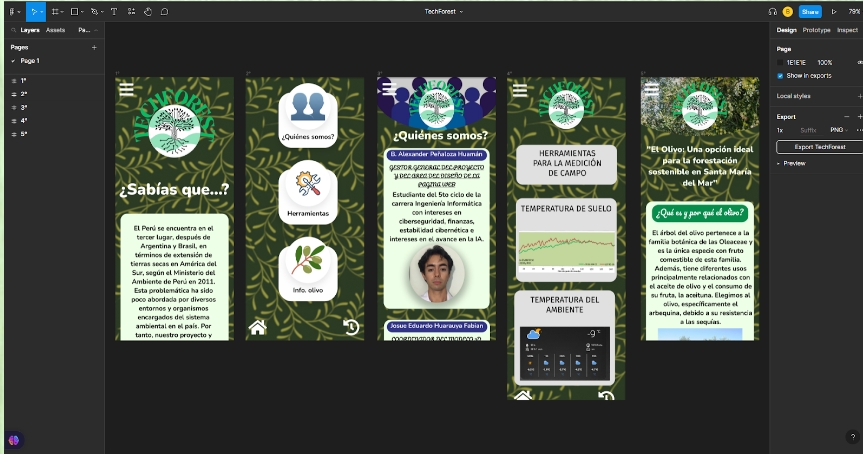 TechForest
Share
79%
Layers
Assets
Pa...
Pages
Page 1
1°
2°
3°
4°
5°
TECHFOREST
¿Sabías que...?
El Perú se encuentra en el
tercer lugar, después de
Argentina y Brasil, en
términos de extensión de
tierras secas en América del
Sur, según el Ministerio del
Ambiente de Perú en 2011.
Esta problemática ha sido
poco abordada por diversos
entornos y organismos
encargados del sistema
ambiental en el país. Por
tanto, nuestro proyecto y
¿Quiénes somos?
Herramientas
Info. olivo
TECHFOREST
¿Quiénes somos?
B. Alexander Peñaloza Huamán
GESTOR GENERAL DEL PROYECTO
Y DEL AREA DEL DISEÑO DE LA
PAGINA WEB
Estudiante del 5to ciclo de la
carrera Ingeniería Informática
con intereses en
ciberseguridad, finanzas,
estabilidad cibernética e
intereses en el avance en la IA.
Josue Eduardo Huarauya Fabian
TECHFOREST
HERRAMIENTAS
PARA LA MEDICIÓN
DE CAMPO
TEMPERATURA DE SUELO
TEMPERATURA DEL
AMBIENTE
-9
TECHFOREST
"El Olivo: Una opción ideal
para la forestación
sostenible en Santa María
del Mar"
¿Qué es y por qué el olivo?
El árbol del olivo pertenece a la
familia botánica de las Oleaceae y
es la única especie con fruto
comestible de esta familia.
Además, tiene diferentes usos
principalmente relacionados con
el aceite de olivo y el consumo de
su fruta, la aceituna. Elegimos al
olivo, específicamente el
arbequina, debido a su resistencia
a las sequías.
Design
Prototype
Inspect
Page
1E1E1E
100%
Show in exports
Local styles
Export
1x
Suffix
PNG
Export TechForest
Preview
?